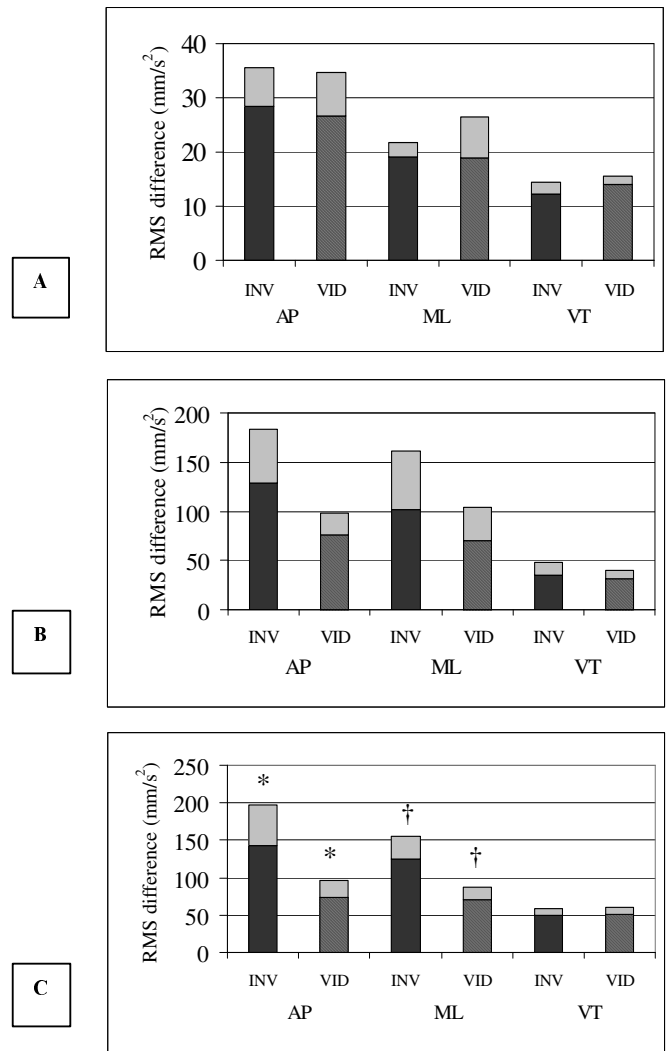 A
RMS difference (mm/s²)
40
30
20
10
0
INV VID INV VID INV VID
AP ML VT
B
RMS difference (mm/s²)
200
150
100
50
0
INV VID INV VID INV VID
AP ML VT
C
RMS difference (mm/s²)
250
200
150
100
50
0
* * † †
INV VID INV VID INV VID
AP ML VT